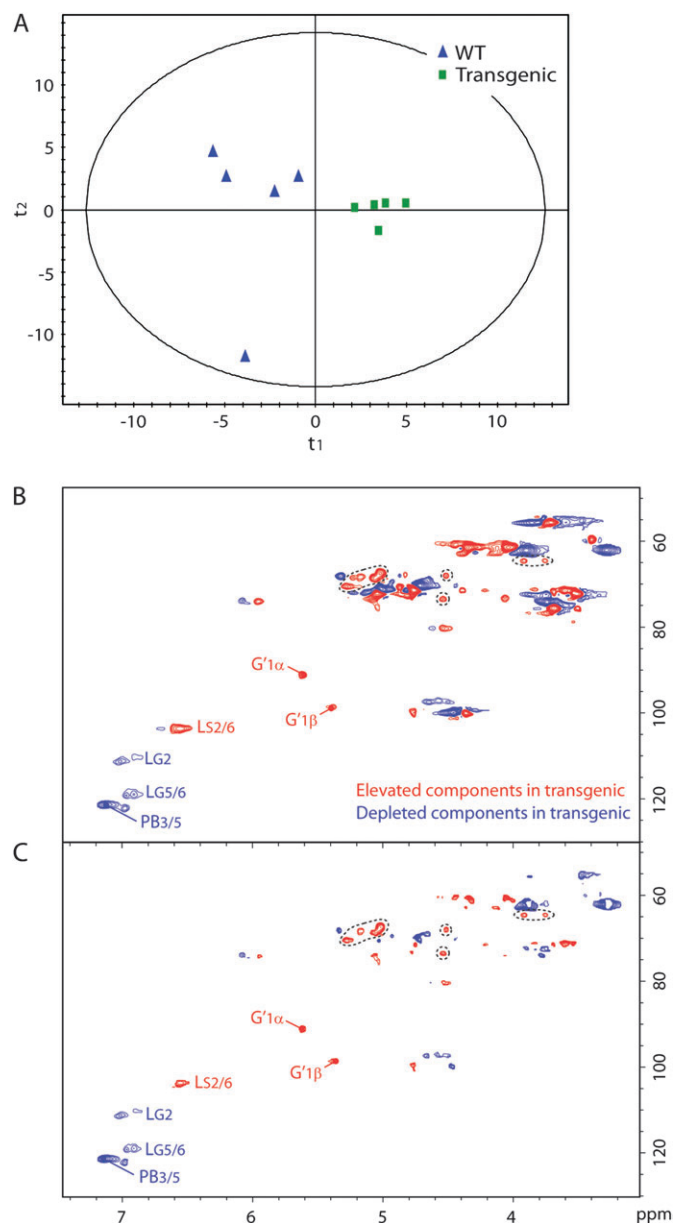 A
WT
Transgenic
10
5
t2
0
-5
-10
-10 -5 0 5 10
t1
B
60
80
G'1α
G'1β
100
LS2/6
LG2
LG5/6
PB3/5
Elevated components in transgenic
Depleted components in transgenic
120
C
60
80
G'1α
G'1β
100
LS2/6
LG2
LG5/6
PB3/5
120
7 6 5 4 ppm